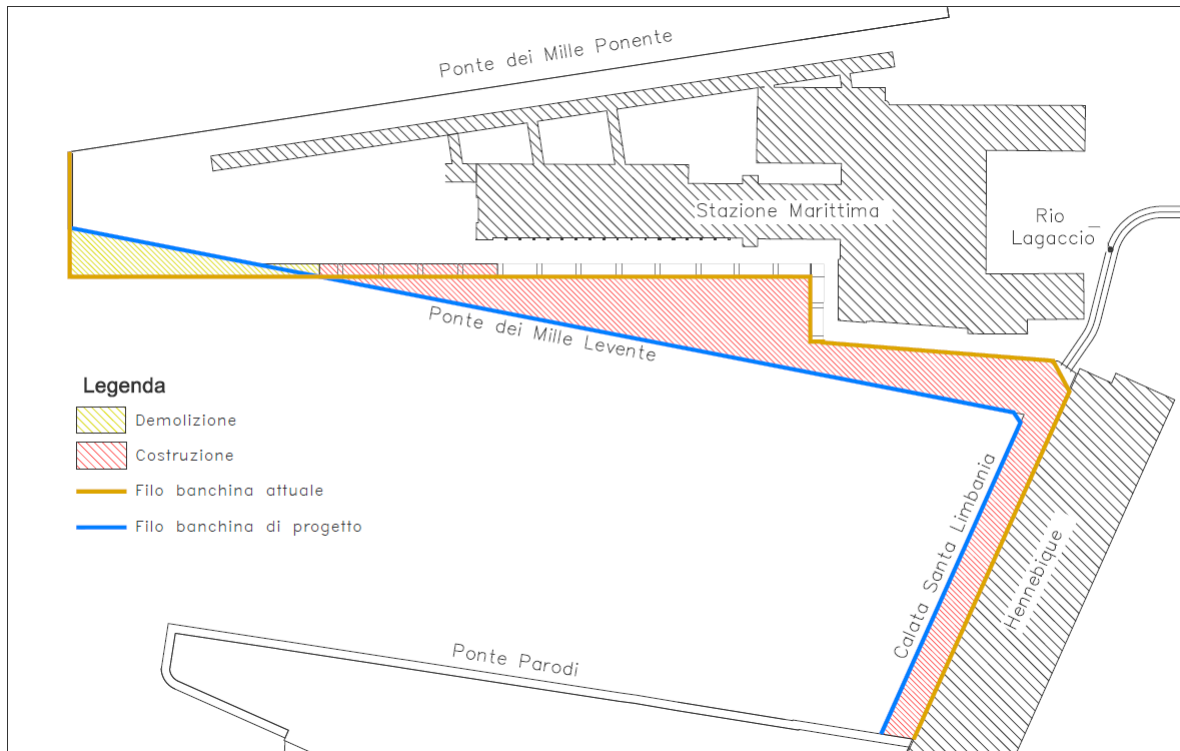 Ponte dei Mille Ponente
Stazione Marittima
Rio
Lagaccio
Ponte dei Mille Levente
Legenda
Demolizione
Costruzione
Filo banchina attuale
Filo banchina di progetto
Calata Santa Limbania
Hennebique
Ponte Parodi